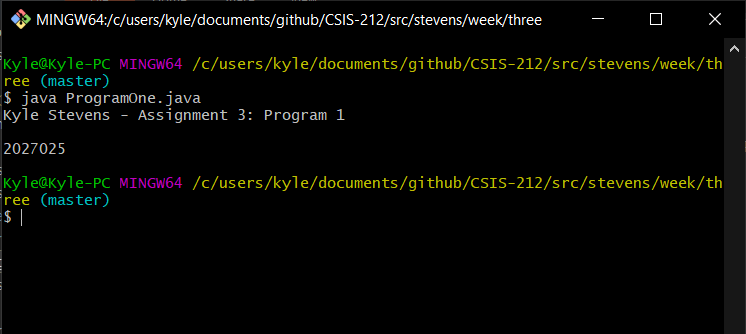 MINGW64:/c/users/kyle/documents/github/CSIS-212/src/stevens/week/three
Kyle@Kyle-PC MINGW64 /c/users/kyle/documents/github/CSIS-212/src/stevens/week/th
ree (master)
$ java ProgramOne.java
Kyle Stevens - Assignment 3: Program 1
2027025
Kyle@Kyle-PC MINGW64 /c/users/kyle/documents/github/CSIS-212/src/stevens/week/th
ree (master)
$